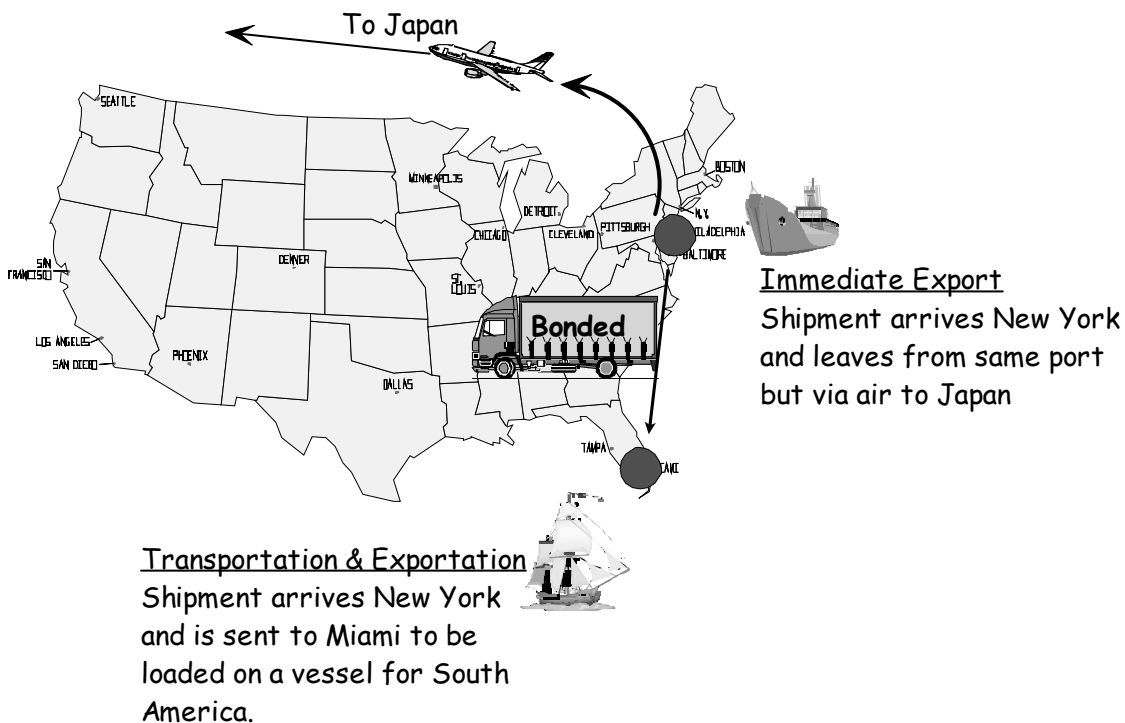 To Japan
SEATTLE
BOSTON
MINNEAPOLIS
DETROIT
N.Y.
CHICAGO
CLEVELAND
PITTSBURGH
ILADELPHIA
BALTIMORE
DENVER
SAN
FRANCISCO
ST.
LOUIS
Immediate Export
Shipment arrives New York
and leaves from same port
but via air to Japan
Bonded
LOS ANGELES
SAN DIEGO
PHOENIX
DALLAS
TAMPA
Transportation & Exportation
Shipment arrives New York
and is sent to Miami to be
loaded on a vessel for South
America.